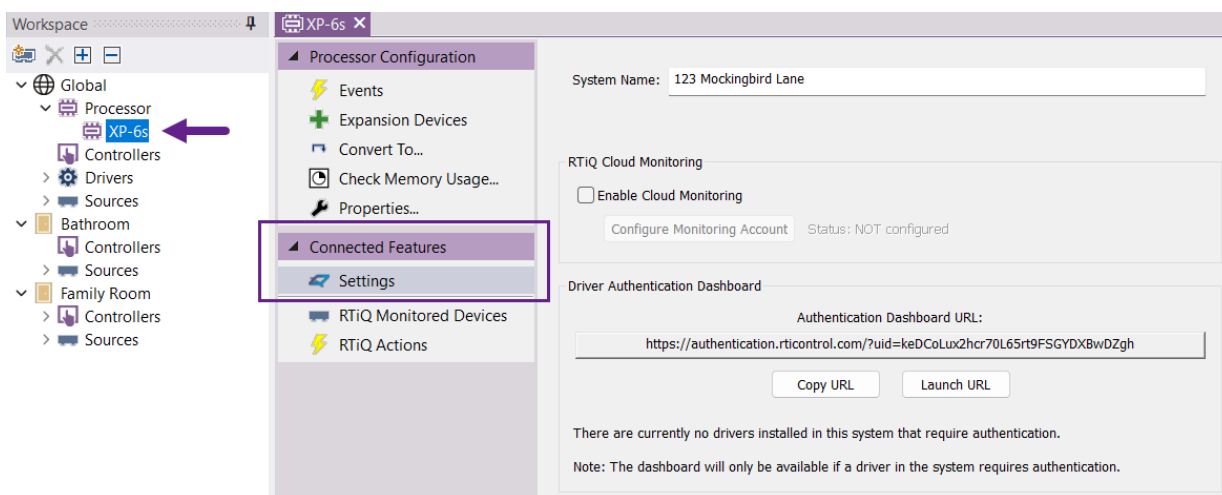 Workspace
Global
Processor
XP-6s
Controllers
Drivers
Sources
Bathroom
Controllers
Sources
Family Room
Controllers
Sources
XP-6s
Processor Configuration
Events
Expansion Devices
Convert To...
Check Memory Usage...
Properties...
Connected Features
Settings
RTiQ Monitored Devices
RTiQ Actions
System Name: 123 Mockingbird Lane
RTiQ Cloud Monitoring
Enable Cloud Monitoring
Configure Monitoring Account Status: NOT configured
Driver Authentication Dashboard
Authentication Dashboard URL:
https://authentication.rticontrol.com/?uid=keDCoLux2hcr70L65rt9FSGYDXBwDZgh
Copy URL Launch URL
There are currently no drivers installed in this system that require authentication.
Note: The dashboard will only be available if a driver in the system requires authentication.